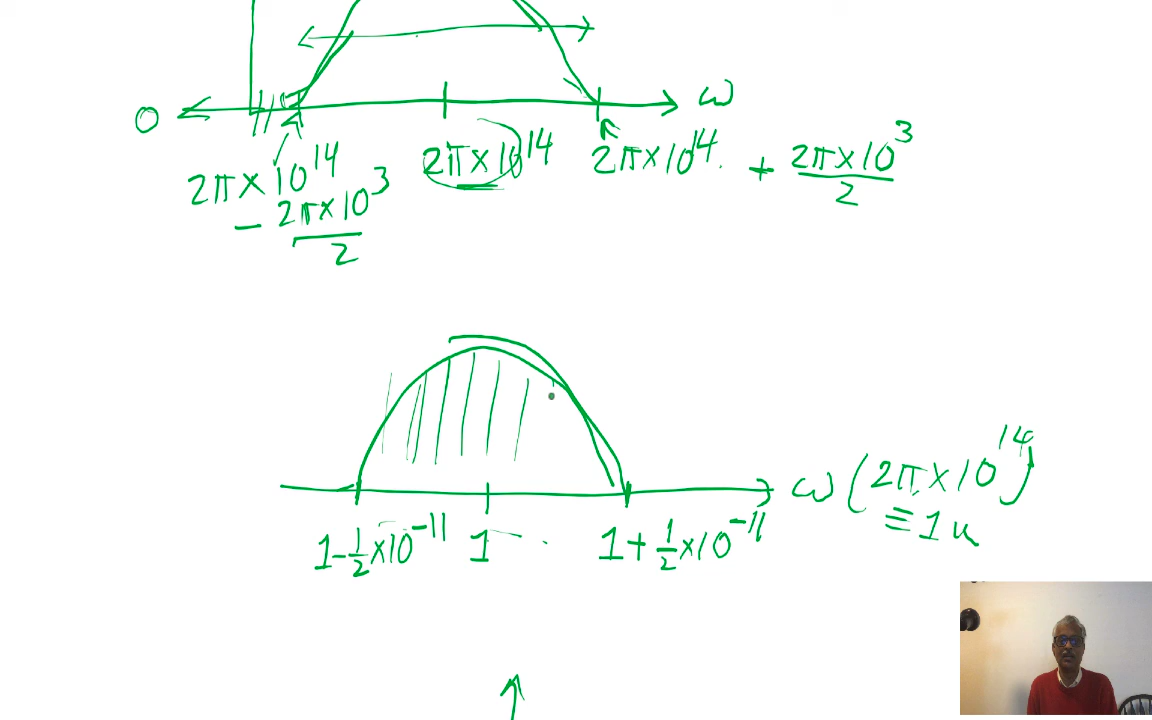 ω
0
2π×10^14 - 2π×10^3/2
2π×10^14
2π×10^14 + 2π×10^3/2
ω (2π×10^14)
≡ 1 u
1-½×10^-11
1
1+½×10^-11